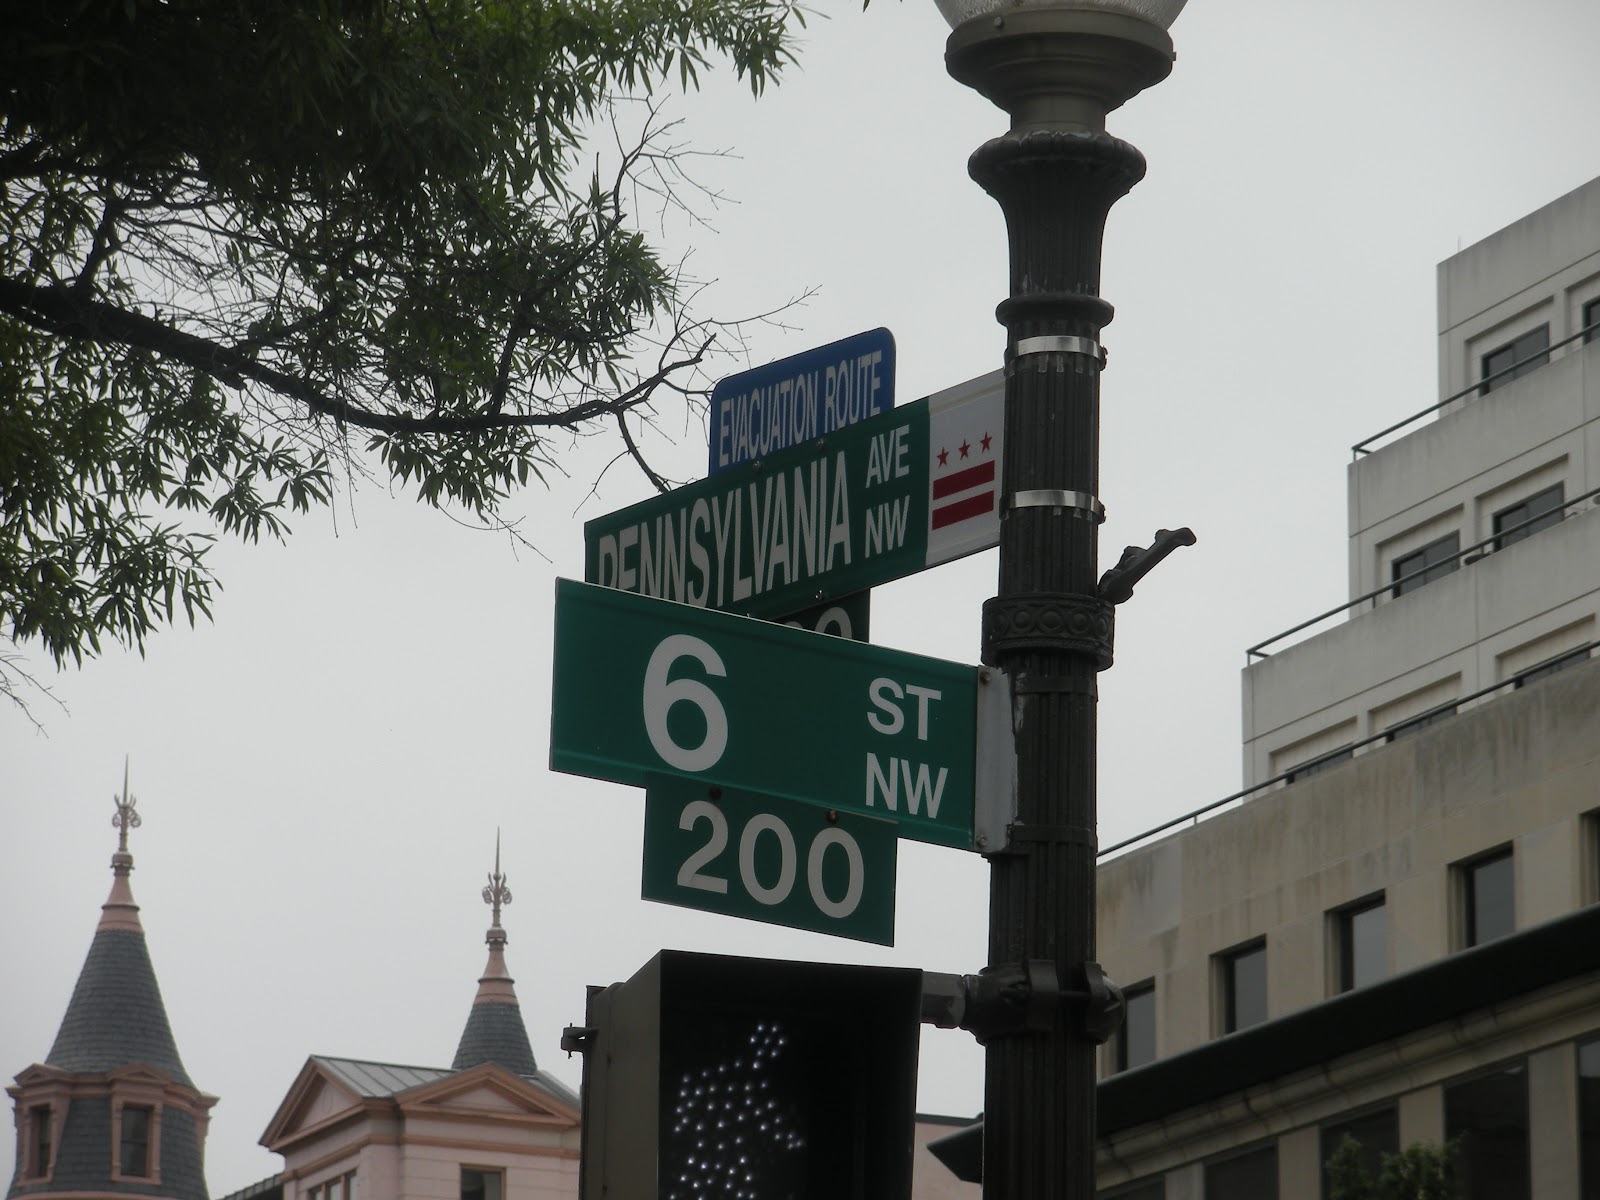 EVACUATION ROUTE
PENNSYLVANIA AVE NW
6 ST NW
200